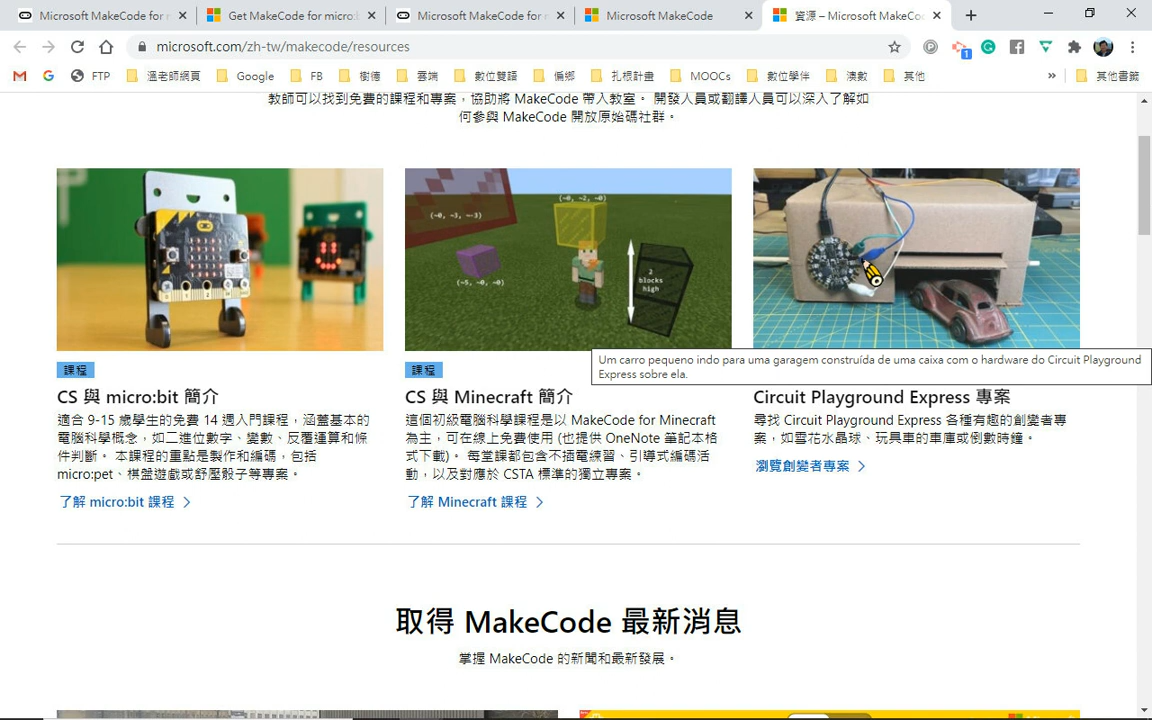 Microsoft MakeCode for m
Get MakeCode for micro:
Microsoft MakeCode for m
Microsoft MakeCode
資源 – Microsoft MakeCo
microsoft.com/zh-tw/makecode/resources
1
FTP
溫老師網頁
Google
FB
樹德
雲端
數位雙語
偏鄉
扎根計畫
MOOCs
數位學伴
激數
其他
»
其他書籤
教師可以找到免費的課程和專案，協助將 MakeCode 帶入教室。 開發人員或翻譯人員可以深入了解如
何參與 MakeCode 開放原始碼社群。
(~0, ~3, ~-3)
(~0, ~2, ~0)
(~5, ~0, ~0)
2
blocks
high
Um carro pequeno indo para uma garagem construída de uma caixa com o hardware do Circuit Playground
Express sobre ela.
課程
CS 與 micro:bit 簡介
適合 9-15 歲學生的免費 14 週入門課程，涵蓋基本的
電腦科學概念，如二進位數字、變數、反覆運算和條
件判斷。 本課程的重點是製作和編碼，包括
micro:pet、棋盤遊戲或舒壓骰子等專案。
了解 micro:bit 課程
課程
CS 與 Minecraft 簡介
這個初級電腦科學課程是以 MakeCode for Minecraft
為主，可在線上免費使用 (也提供 OneNote 筆記本格
式下載)。 每堂課都包含不插電練習、引導式編碼活
動，以及對應於 CSTA 標準的獨立專案。
了解 Minecraft 課程
Circuit Playground Express 專案
尋找 Circuit Playground Express 各種有趣的創變者專
案，如雪花水晶球、玩具車的車庫或倒數時鐘。
瀏覽創變者專案
取得 MakeCode 最新消息
掌握 MakeCode 的新聞和最新發展。